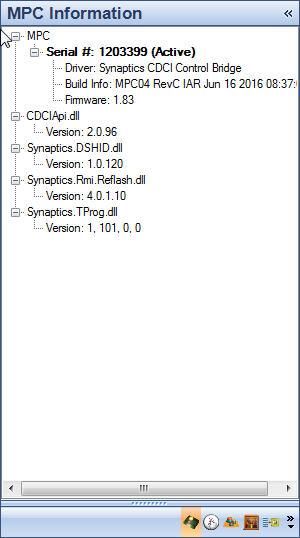 MPC Information
MPC
Serial #: 1203399 (Active)
Driver: Synaptics CDCI Control Bridge
Build Info: MPC04 RevC IAR Jun 16 2016 08:37:
Firmware: 1.83
CDCIApi.dll
Version: 2.0.96
Synaptics.DSHID.dll
Version: 1.0.120
Synaptics.Rmi.Reflash.dll
Version: 4.0.1.10
Synaptics.TProg.dll
Version: 1, 101, 0, 0